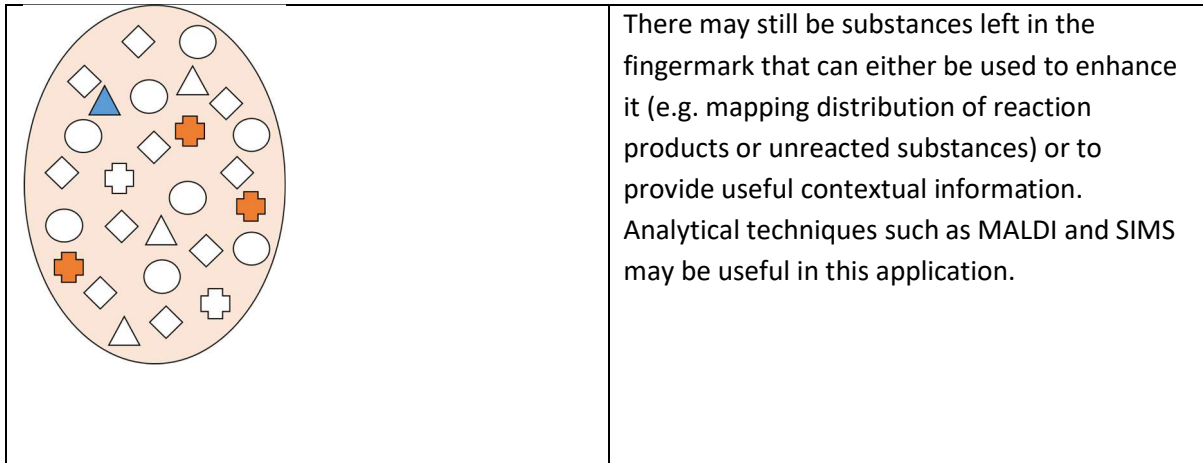 There may still be substances left in the
fingermark that can either be used to enhance
it (e.g. mapping distribution of reaction
products or unreacted substances) or to
provide useful contextual information.
Analytical techniques such as MALDI and SIMS
may be useful in this application.